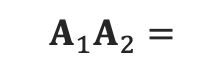 𝐀₁𝐀₂ =